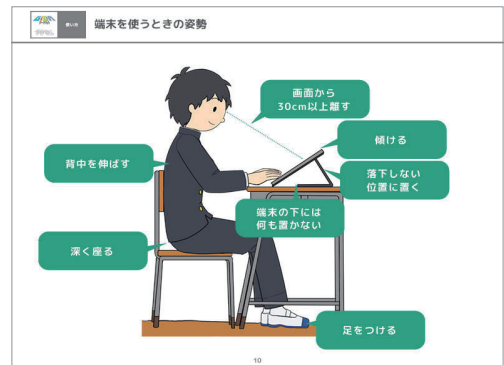 使い方
端末を使うときの姿勢
画面から
30cm以上離す
傾ける
背中を伸ばす
落下しない
位置に置く
端末の下には
何も置かない
深く座る
足をつける
10